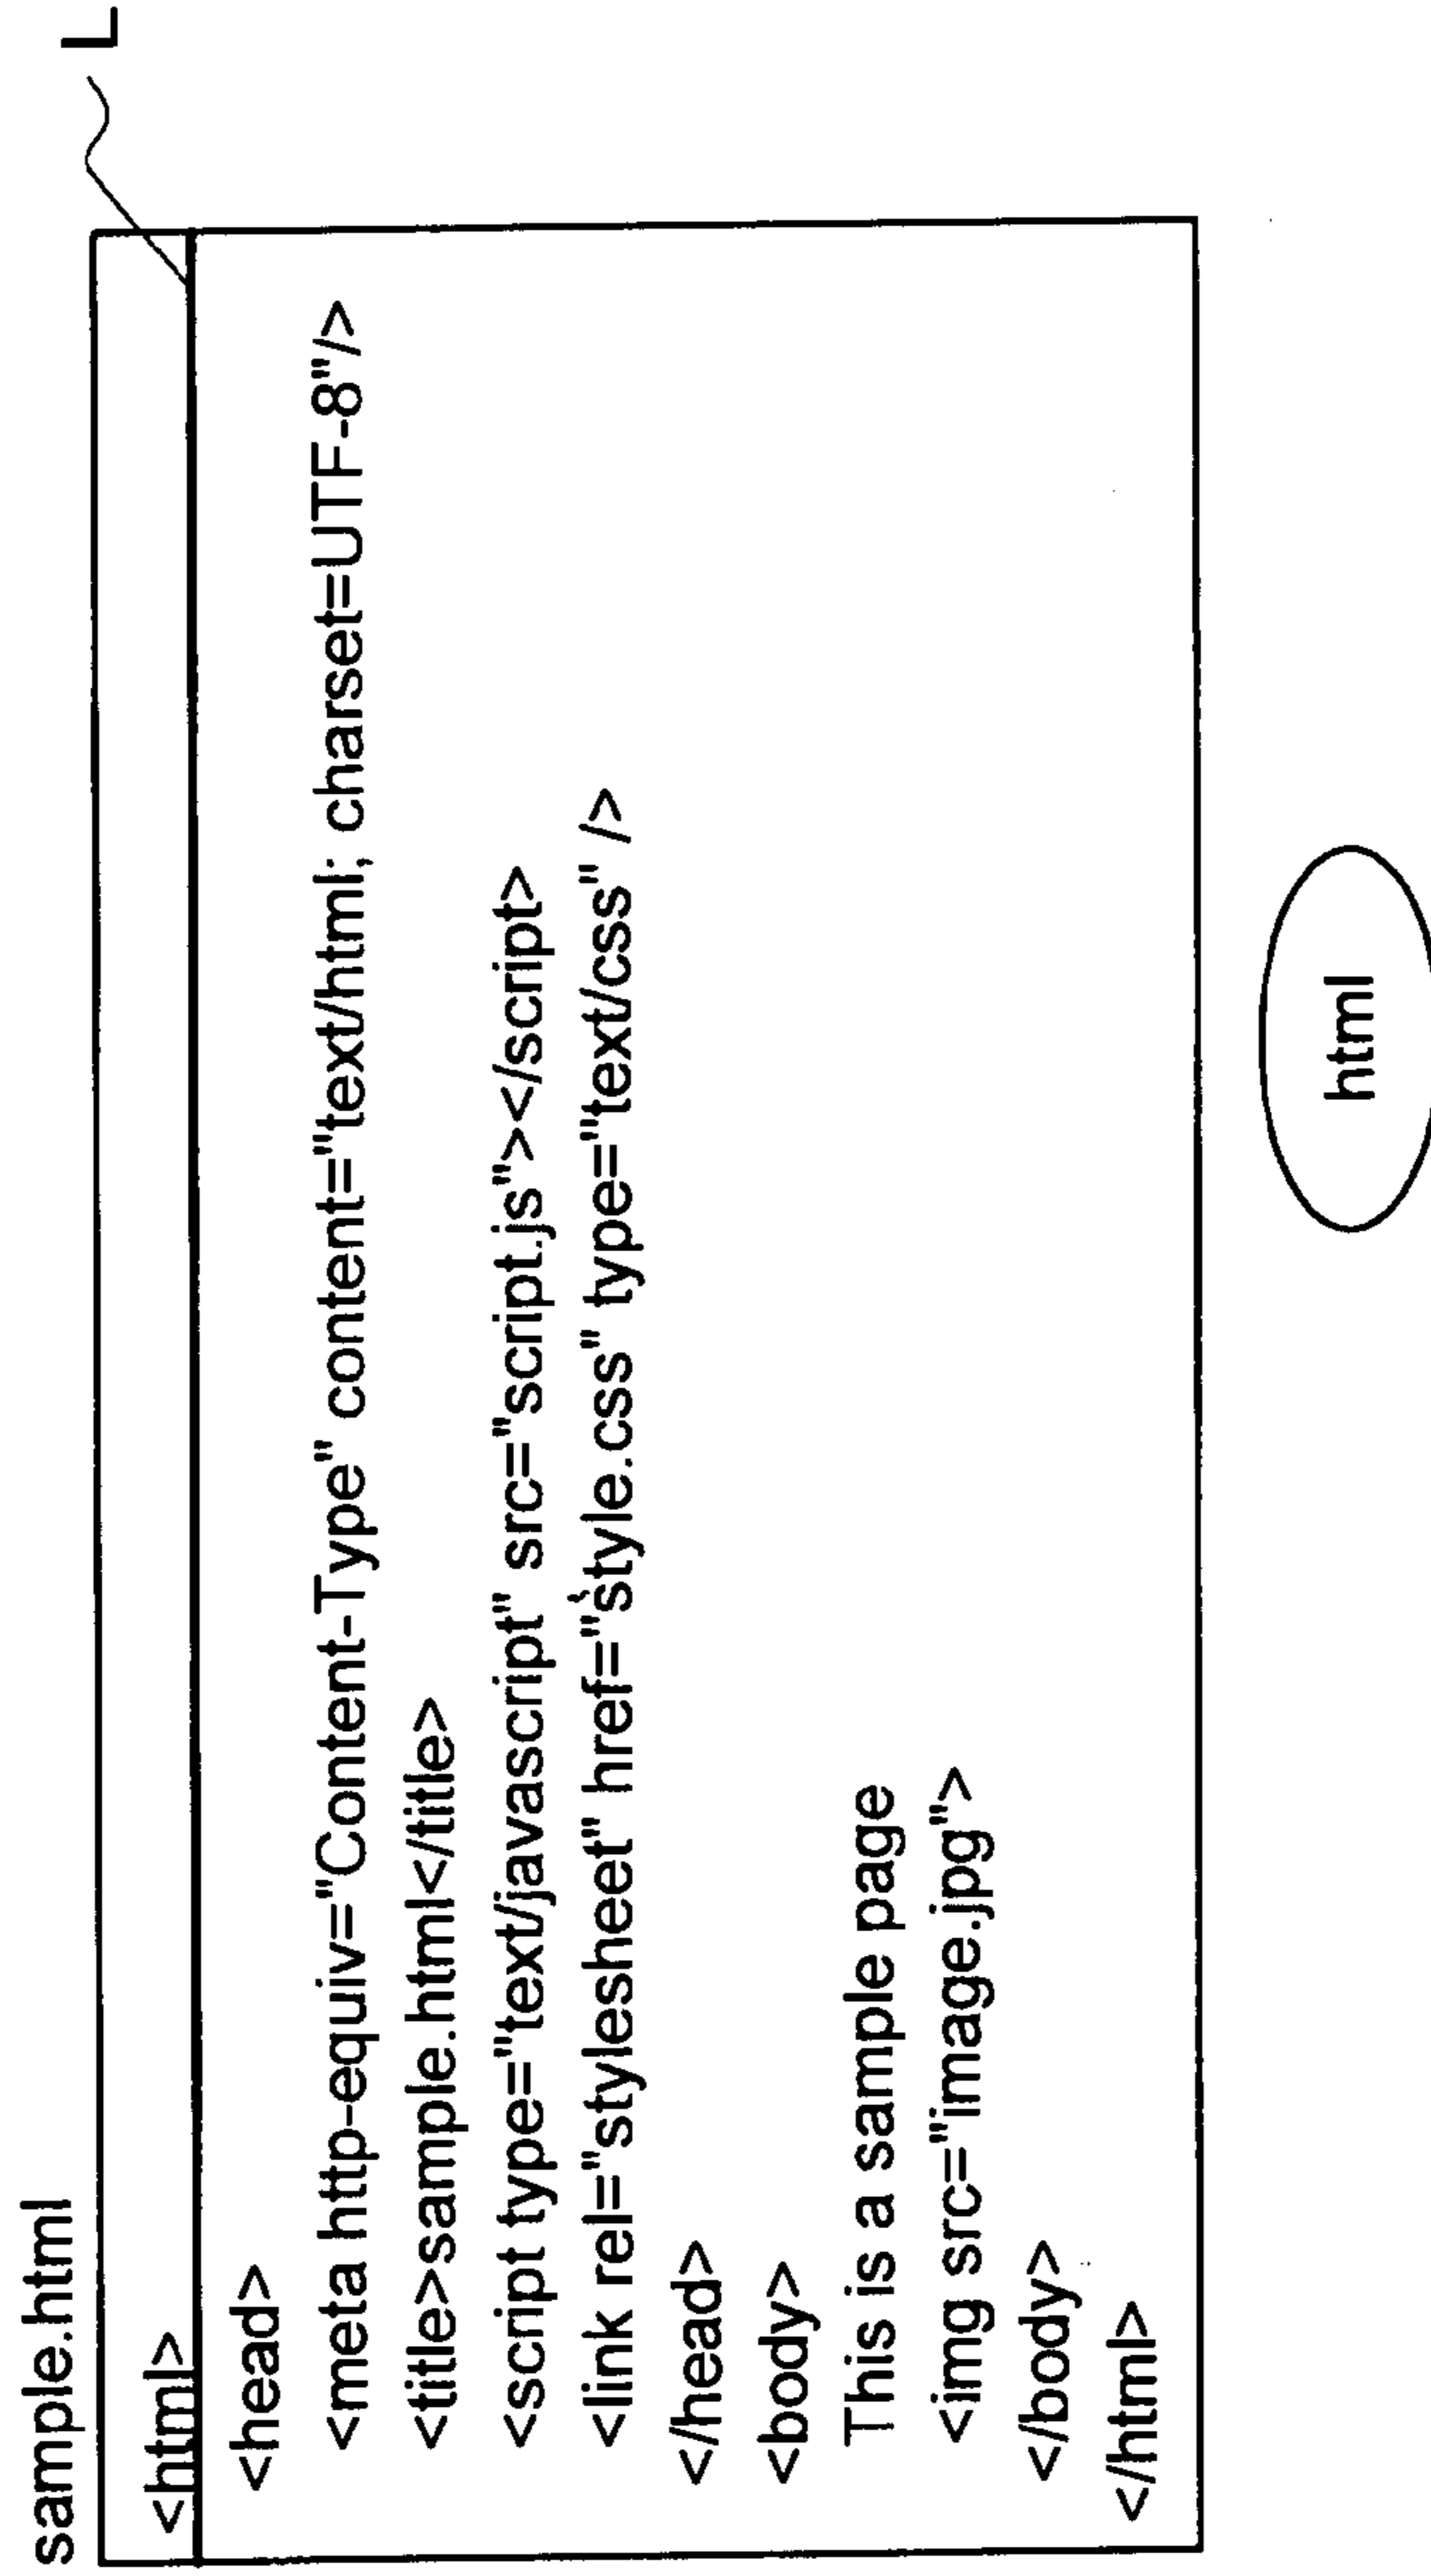 sample.html
L
<html>
<head>
<meta http-equiv="Content-Type" content="text/html; charset=UTF-8"/>
<title>sample.html</title>
<script type="text/javascript" src="script.js"></script>
<link rel="stylesheet" href="style.css" type="text/css" />
</head>
<body>
This is a sample page
<img src="image.jpg">
</body>
</html>
html